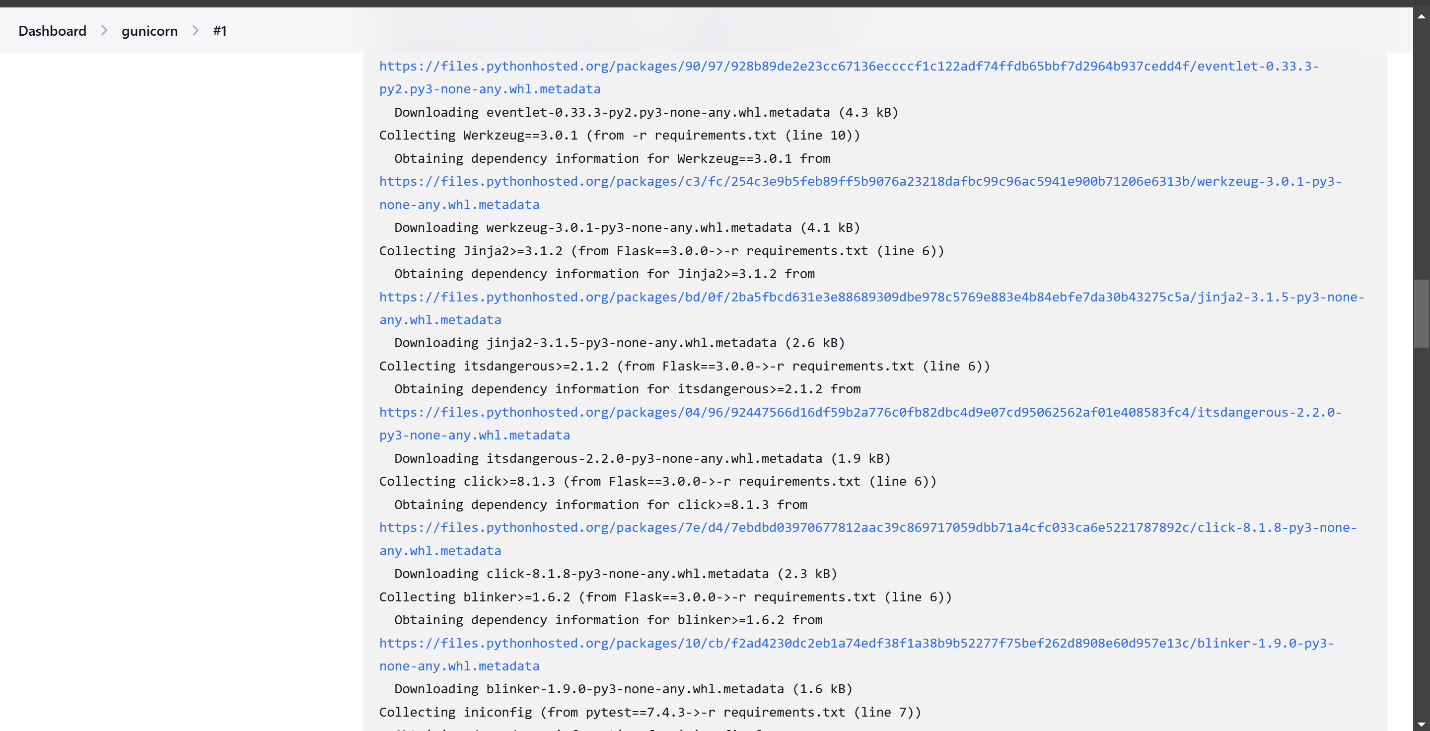 Dashboard > gunicorn > #1
https://files.pythonhosted.org/packages/90/97/928b89de2e23cc67136eccccf1c122adf74ffdb65bbf7d2964b937cedd4f/eventlet-0.33.3-
py2.py3-none-any.whl.metadata
Downloading eventlet-0.33.3-py2.py3-none-any.whl.metadata (4.3 kB)
Collecting Werkzeug==3.0.1 (from -r requirements.txt (line 10))
Obtaining dependency information for Werkzeug==3.0.1 from
https://files.pythonhosted.org/packages/c3/fc/254c3e9b5feb89ff5b9076a23218dafbc99c96ac5941e900b71206e6313b/werkzeug-3.0.1-py3-
none-any.whl.metadata
Downloading werkzeug-3.0.1-py3-none-any.whl.metadata (4.1 kB)
Collecting Jinja2>=3.1.2 (from Flask==3.0.0->-r requirements.txt (line 6))
Obtaining dependency information for Jinja2>=3.1.2 from
https://files.pythonhosted.org/packages/bd/0f/2ba5fbcd631e3e88689309dbe978c5769e883e4b84ebfe7da30b43275c5a/jinja2-3.1.5-py3-none-
any.whl.metadata
Downloading jinja2-3.1.5-py3-none-any.whl.metadata (2.6 kB)
Collecting itsdangerous>=2.1.2 (from Flask==3.0.0->-r requirements.txt (line 6))
Obtaining dependency information for itsdangerous>=2.1.2 from
https://files.pythonhosted.org/packages/04/96/92447566d16df59b2a776c0fb82dbc4d9e07cd95062562af01e408583fc4/itsdangerous-2.2.0-
py3-none-any.whl.metadata
Downloading itsdangerous-2.2.0-py3-none-any.whl.metadata (1.9 kB)
Collecting click>=8.1.3 (from Flask==3.0.0->-r requirements.txt (line 6))
Obtaining dependency information for click>=8.1.3 from
https://files.pythonhosted.org/packages/7e/d4/7ebdbd03970677812aac39c869717059dbb71a4cfc033ca6e5221787892c/click-8.1.8-py3-none-
any.whl.metadata
Downloading click-8.1.8-py3-none-any.whl.metadata (2.3 kB)
Collecting blinker>=1.6.2 (from Flask==3.0.0->-r requirements.txt (line 6))
Obtaining dependency information for blinker>=1.6.2 from
https://files.pythonhosted.org/packages/10/cb/f2ad4230dc2eb1a74edf38f1a38b9b52277f75bef262d8908e60d957e13c/blinker-1.9.0-py3-
none-any.whl.metadata
Downloading blinker-1.9.0-py3-none-any.whl.metadata (1.6 kB)
Collecting iniconfig (from pytest==7.4.3->-r requirements.txt (line 7))